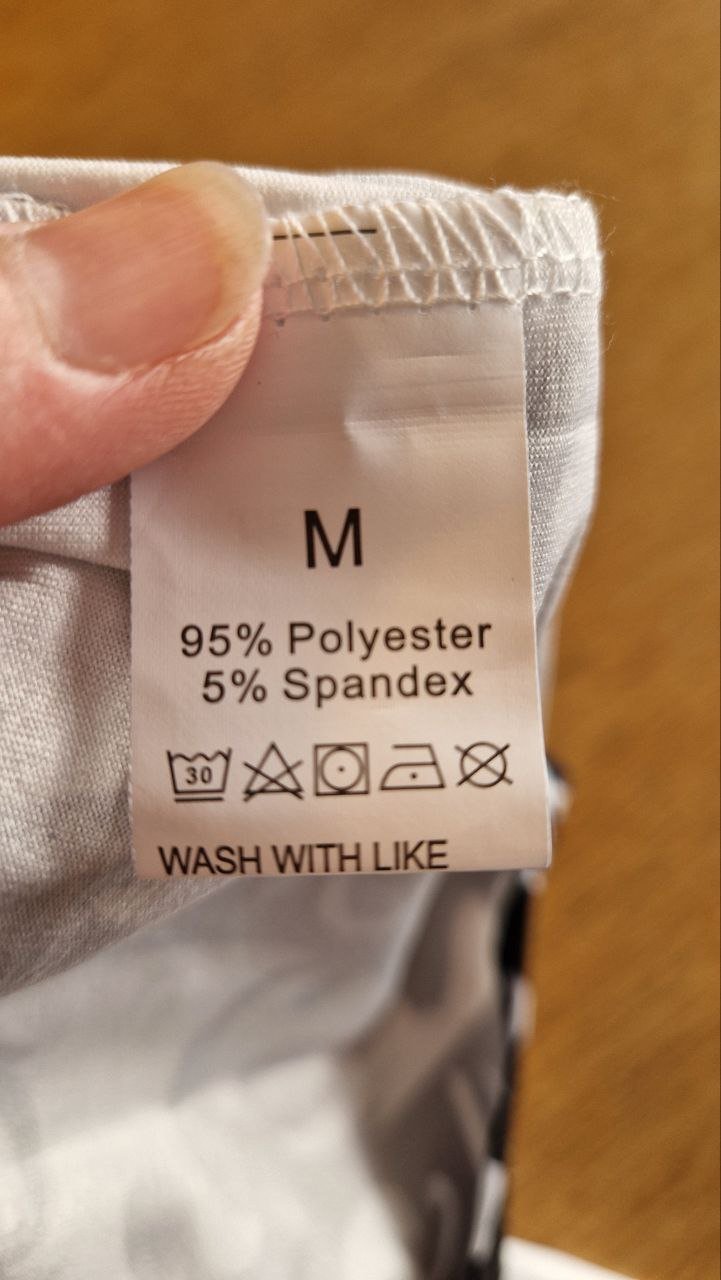 M
95% Polyester
5% Spandex
30
WASH WITH LIKE